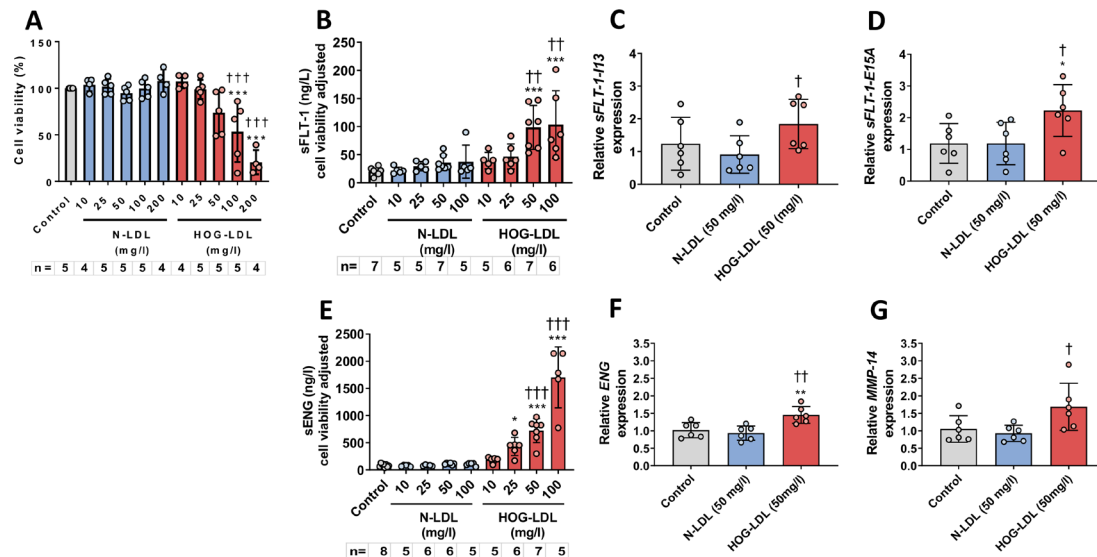 A
Cell viability (%)
150
100
50
0
Control
10
25
50
100
200
10
25
50
100
200
†††
***
†††
***
N-LDL
(mg/l)
HOG-LDL
(mg/l)
n= 5 4 5 5 5 4 4 5 5 5 4
B
sFLT-1 (ng/L)
cell viability adjusted
250
200
150
100
50
0
††
***
††
***
Control
10
25
50
100
10
25
50
100
N-LDL
(mg/l)
HOG-LDL
(mg/l)
n= 7 5 5 7 5 5 6 7 6
C
Relative sFLT-1-I13
expression
4
3
2
1
0
†
Control
N-LDL (50 mg/l)
HOG-LDL (50 mg/l)
D
Relative sFLT-1-E15A
expression
5
4
3
2
1
0
†
*
Control
N-LDL (50 mg/l)
HOG-LDL (50 mg/l)
E
sENG (ng/l)
cell viability adjusted
2500
2000
1500
1000
500
0
*
†††
***
†††
***
Control
10
25
50
100
10
25
50
100
N-LDL
(mg/l)
HOG-LDL
(mg/l)
n= 8 5 6 6 5 5 6 7 5
F
Relative ENG
expression
3.5
3.0
2.5
2.0
1.5
1.0
0.5
0.0
††
**
Control
N-LDL (50 mg/l)
HOG-LDL (50mg/l)
G
Relative MMP-14
expression
3.5
3.0
2.5
2.0
1.5
1.0
0.5
0.0
†
Control
N-LDL (50 mg/l)
HOG-LDL (50mg/l)